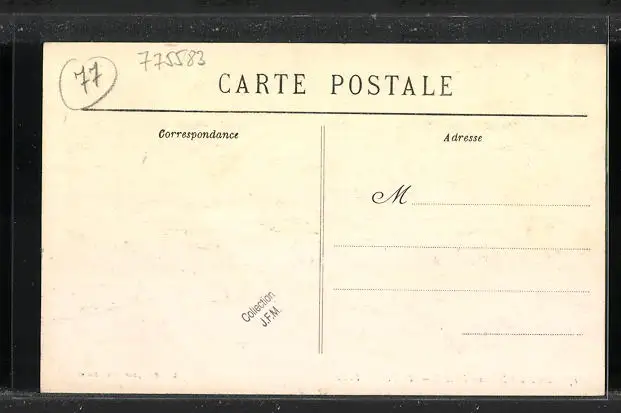 77
775583
CARTE POSTALE
Correspondance
Adresse
M
Collection
J.F.M.